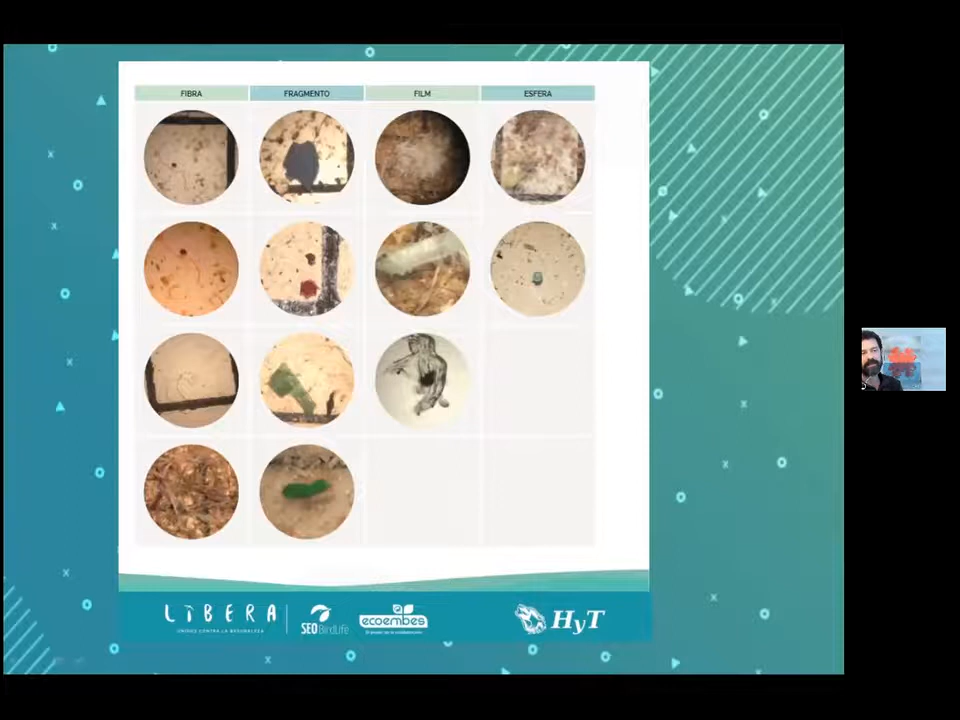 FIBRA
FRAGMENTO
FILM
ESFERA
LIBERA
UNIDOS CONTRA LA BASURALEZA
SEO BirdLife
ecoembes
HyT